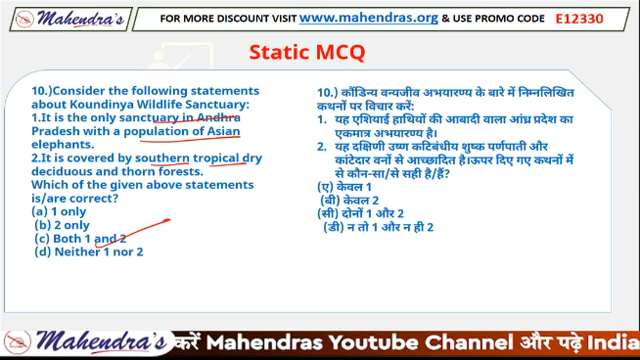 Mahendra's
FOR MORE DISCOUNT VISIT www.mahendras.org & USE PROMO CODE E12330
Static MCQ
10.)Consider the following statements
about Koundinya Wildlife Sanctuary:
1.It is the only sanctuary in Andhra
Pradesh with a population of Asian
elephants.
2.It is covered by southern tropical dry
deciduous and thorn forests.
Which of the given above statements
is/are correct?
(a) 1 only
(b) 2 only
(c) Both 1 and 2
(d) Neither 1 nor 2
10.) कौंडिन्य वन्यजीव अभयारण्य के बारे में निम्नलिखित
कथनों पर विचार करें:
1. यह एशियाई हाथियों की आबादी वाला आंध्र प्रदेश का
एकमात्र अभयारण्य है।
2. यह दक्षिणी उष्ण कटिबंधीय शुष्क पर्णपाती और
कांटेदार वनों से आच्छादित है।ऊपर दिए गए कथनों में
से कौन-सा/से सही है/हैं?
(ए) केवल 1
(बी) केवल 2
(सी) दोनों 1 और 2
(डी) न तो 1 और न ही 2
Mahendra's करें Mahendras Youtube Channel और पढ़े India